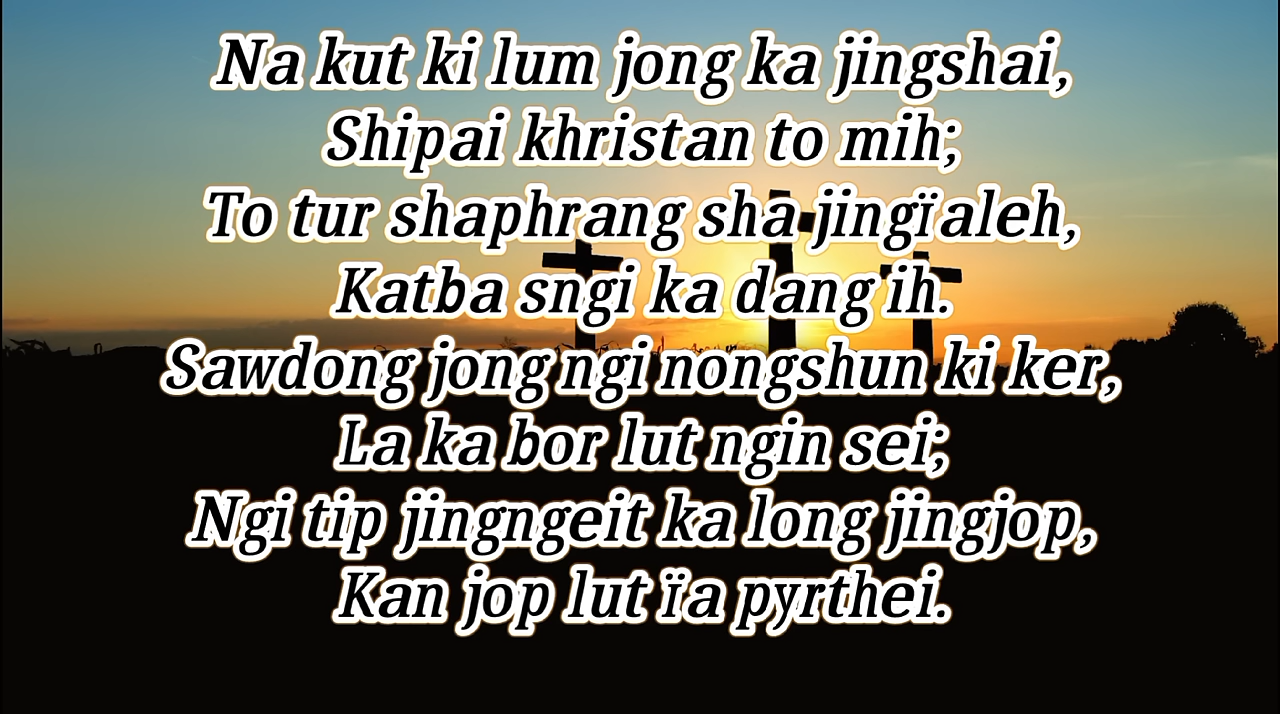 Na kut ki lum jong ka jingshai,
Shipai khristan to mih;
To tur shaphrang sha jingïaleh,
Katba sngi ka dang ih.
Sawdong jong ngi nongshun ki ker,
La ka bor lut ngin sei;
Ngi tip jingngeit ka long jingjop,
Kan jop lut ïa pyrthei.